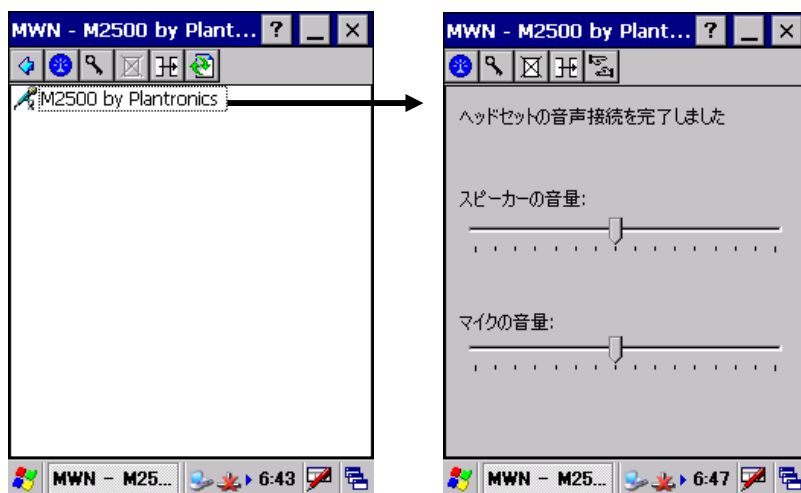 MWN - M2500 by Plant... ? _ ×
M2500 by Plantronics
MWN - M25... 6:43
MWN - M2500 by Plant... ? _ ×
ヘッドセットの音声接続を完了しました
スピーカーの音量:
マイクの音量:
MWN - M25... 6:47